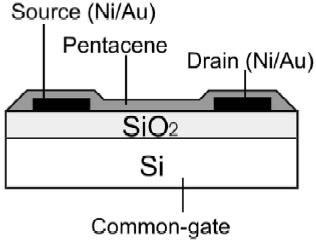 Source (Ni/Au)
Pentacene
Drain (Ni/Au)
SiO2
Si
Common-gate